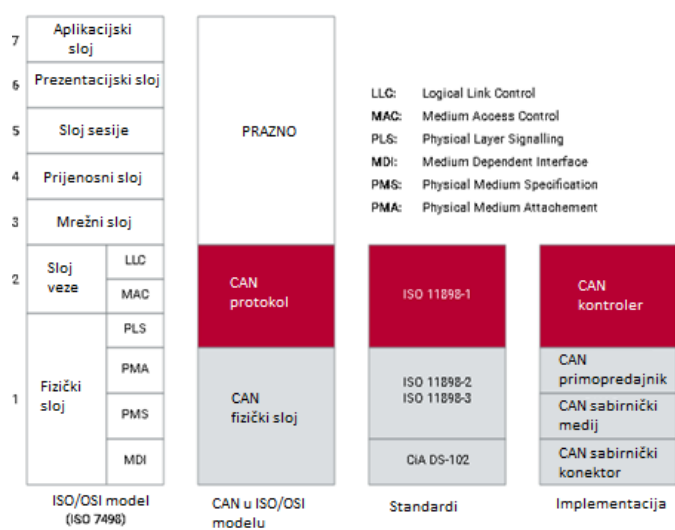 7
Aplikacijski
sloj
6
Prezentacijski sloj
5
Sloj sesije
4
Prijenosni sloj
3
Mrežni sloj
2
Sloj
veze
LLC
MAC
1
Fizički
sloj
PLS
PMA
PMS
MDI
ISO/OSI model
(ISO 7498)
PRAZNO
CAN
protokol
CAN
fizički sloj
CAN u ISO/OSI
modelu
LLC: Logical Link Control
MAC: Medium Access Control
PLS: Physical Layer Signalling
MDI: Medium Dependent Interface
PMS: Physical Medium Specification
PMA: Physical Medium Attachement
ISO 11898-1
ISO 11898-2
ISO 11898-3
CiA DS-102
Standardi
CAN
kontroler
CAN
primopredajnik
CAN sabirnički
medij
CAN sabirnički
konektor
Implementacija